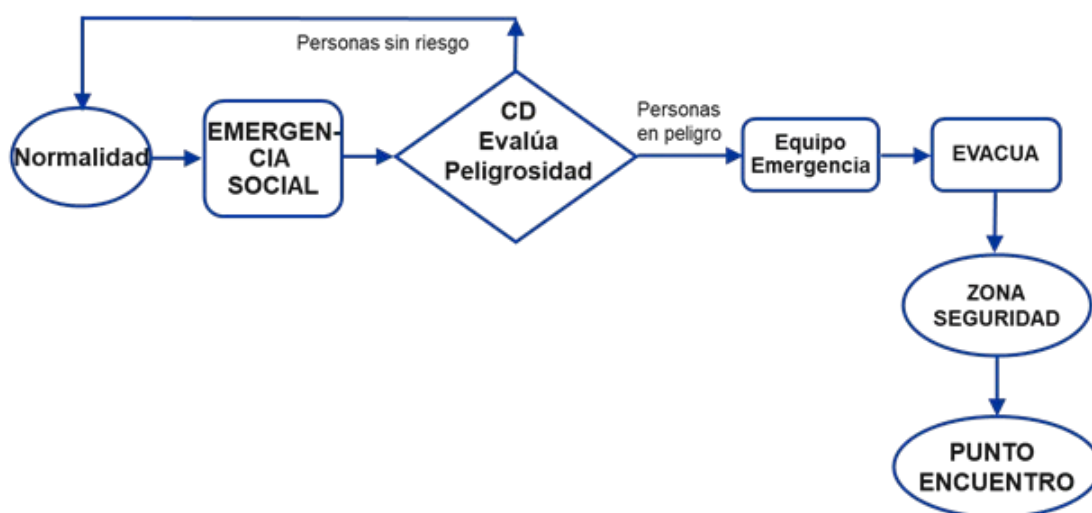 Personas sin riesgo
Normalidad
EMERGEN-
CIA
SOCIAL
CD
Evalúa
Peligrosidad
Personas
en peligro
Equipo
Emergencia
EVACUA
ZONA
SEGURIDAD
PUNTO
ENCUENTRO